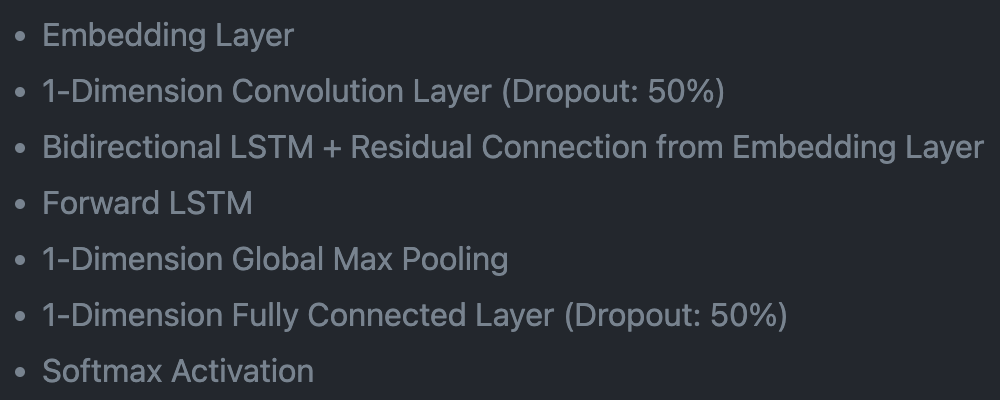 • Embedding Layer
• 1-Dimension Convolution Layer (Dropout: 50%)
• Bidirectional LSTM + Residual Connection from Embedding Layer
• Forward LSTM
• 1-Dimension Global Max Pooling
• 1-Dimension Fully Connected Layer (Dropout: 50%)
• Softmax Activation